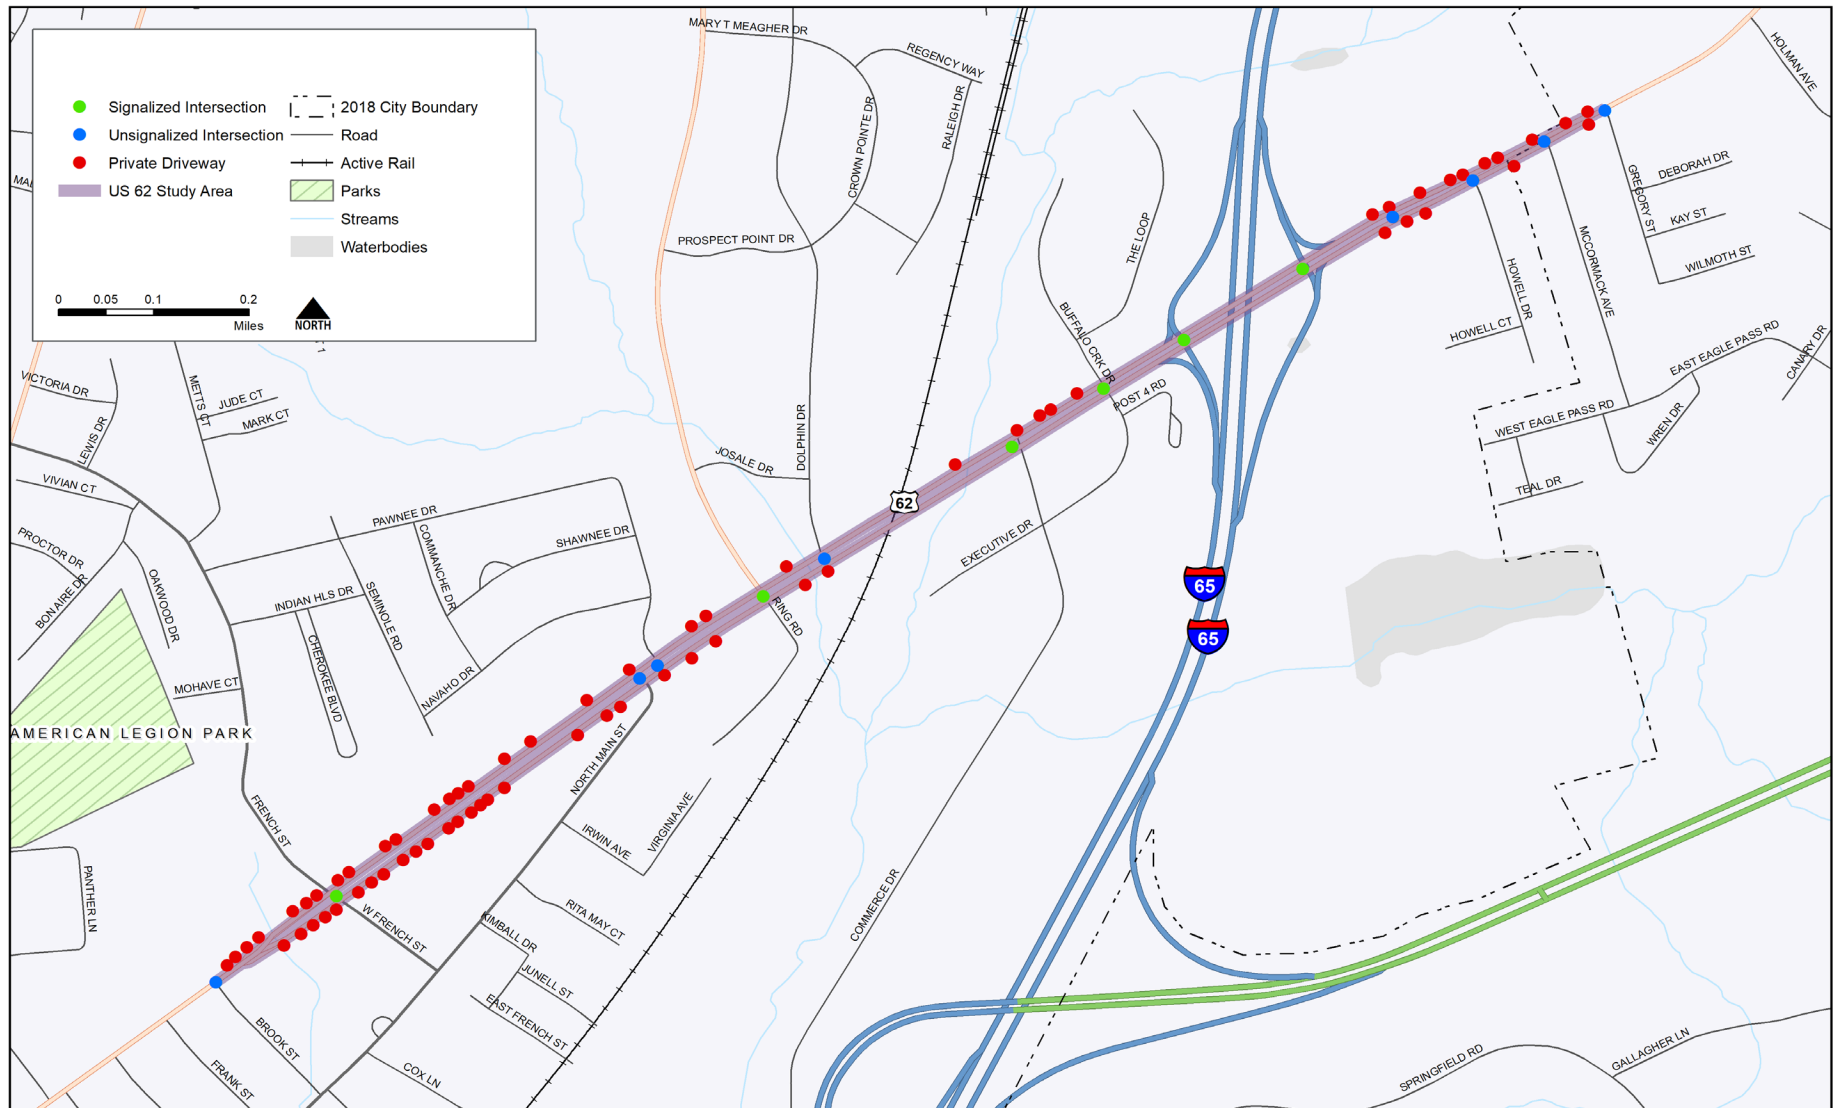 Signalized Intersection
Unsignalized Intersection
Private Driveway
US 62 Study Area
2018 City Boundary
Road
Active Rail
Parks
Streams
Waterbodies
0 0.05 0.1 0.2
Miles
NORTH
MARY T MEAGHER DR
REGENCY WAY
CROWN POINTE DR
RALEIGH DR
PROSPECT POINT DR
THE LOOP
BUFFALO CRK DR
POST 4 RD
HOLMAN AVE
DEBORAH DR
GREGORY ST
KAY ST
WILMOTH ST
MCCORMACK AVE
HOWELL DR
HOWELL CT
EAST EAGLE PASS RD
CANARY DR
WEST EAGLE PASS RD
WREN DR
TEAL DR
VICTORIA DR
LEWIS DR
METTS CT
JUDE CT
MARK CT
VIVIAN CT
PROCTOR DR
BONAIRE DR
OAKWOOD DR
PAWNEE DR
COMMANCHE DR
SHAWNEE DR
INDIAN HLS DR
SEMINOLE RD
CHEROKEE BLVD
NAVAHO DR
MOHAVE CT
AMERICAN LEGION PARK
JOSALE DR
DOLPHIN DR
62
EXECUTIVE DR
RING RD
65
65
NORTH MAIN ST
FRENCH ST
PANTHER LN
W FRENCH ST
IRWIN AVE
VIRGINIA AVE
RITA MAY CT
KIMBALL DR
JUNELL ST
EAST FRENCH ST
COMMERCE DR
BROOK ST
FRANK ST
COX LN
SPRINGFIELD RD
GALLAGHER LN